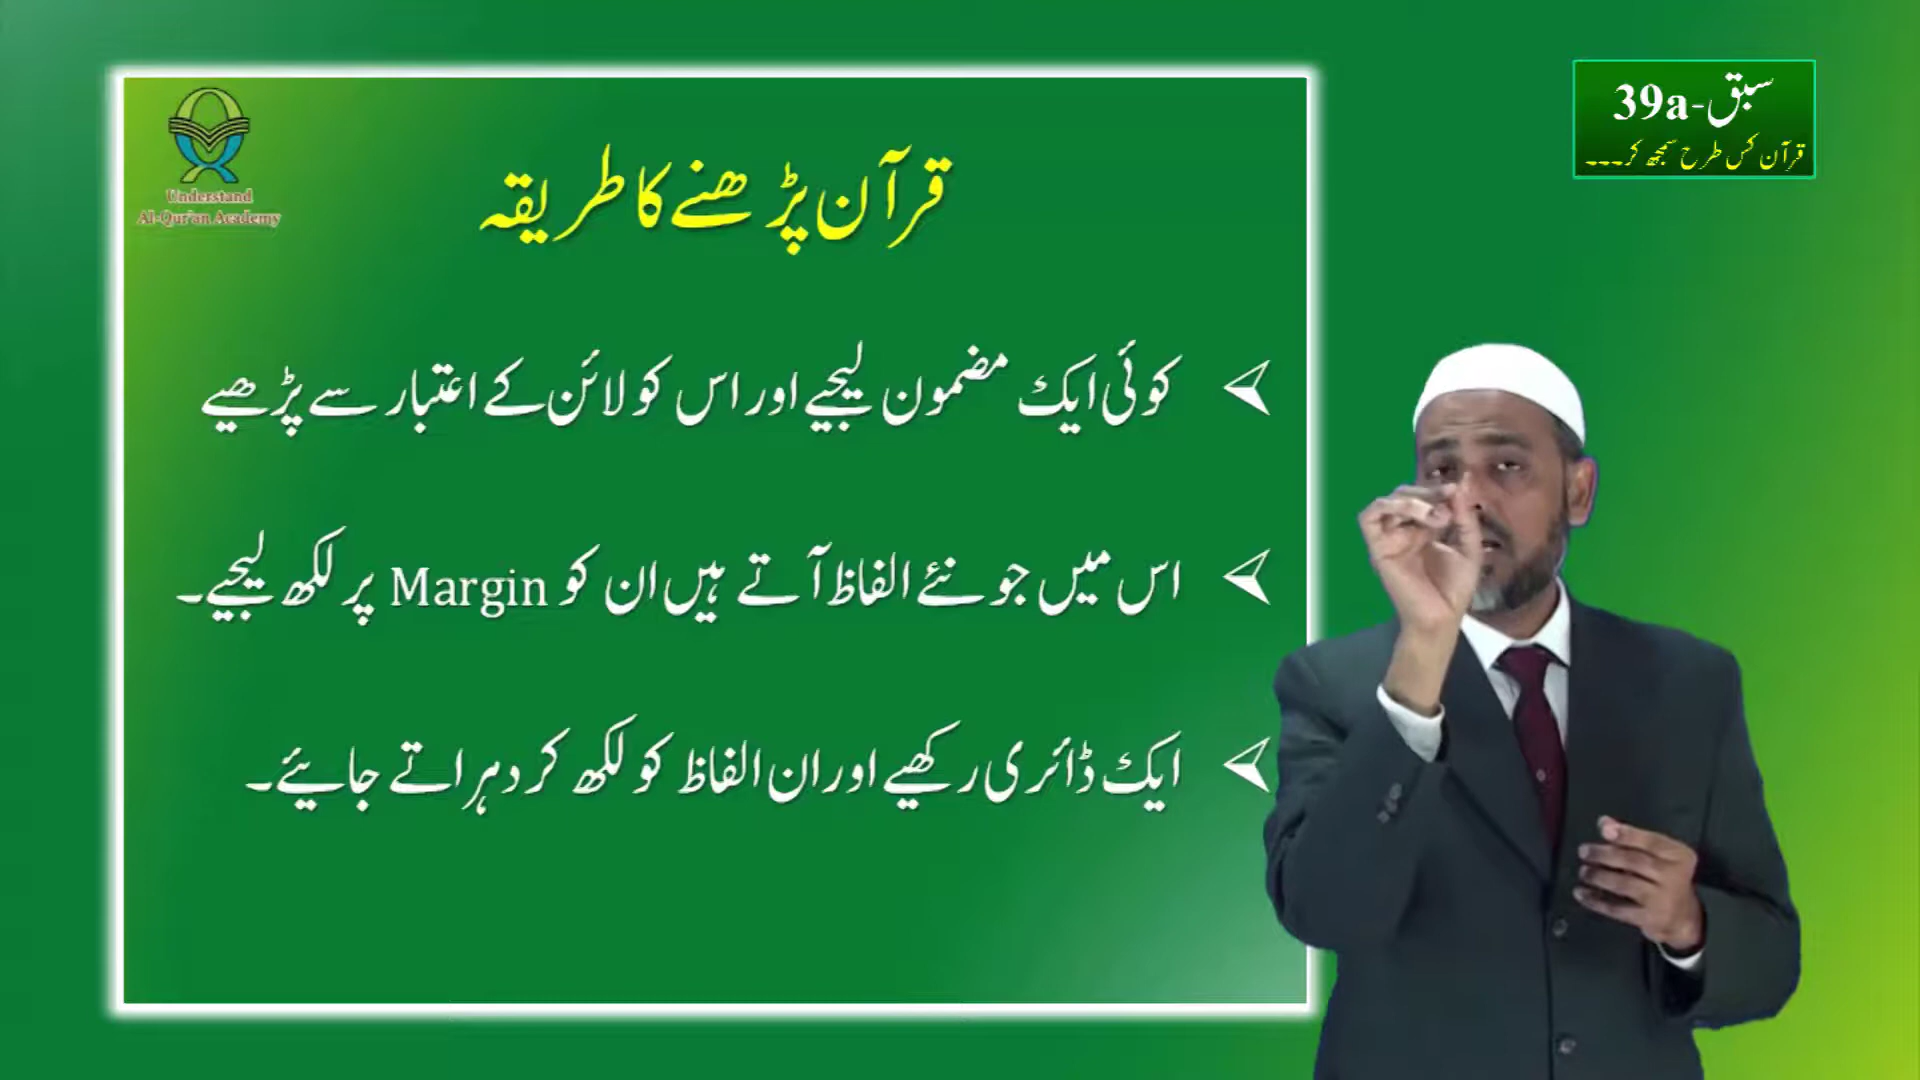 Understand
Al-Qur'an Academy
سبق-39a
قرآن کس طرح سمجھ کر۔۔۔
قرآن پڑھنے کا طریقہ
کوئی ایک مضمون لیجیے اور اس کو لائن کے اعتبار سے پڑھیے
اس میں جو نئے الفاظ آتے ہیں ان کو Margin پر لکھ لیجیے۔
ایک ڈائری رکھیے اور ان الفاظ کو لکھ کر دہراتے جایئے۔